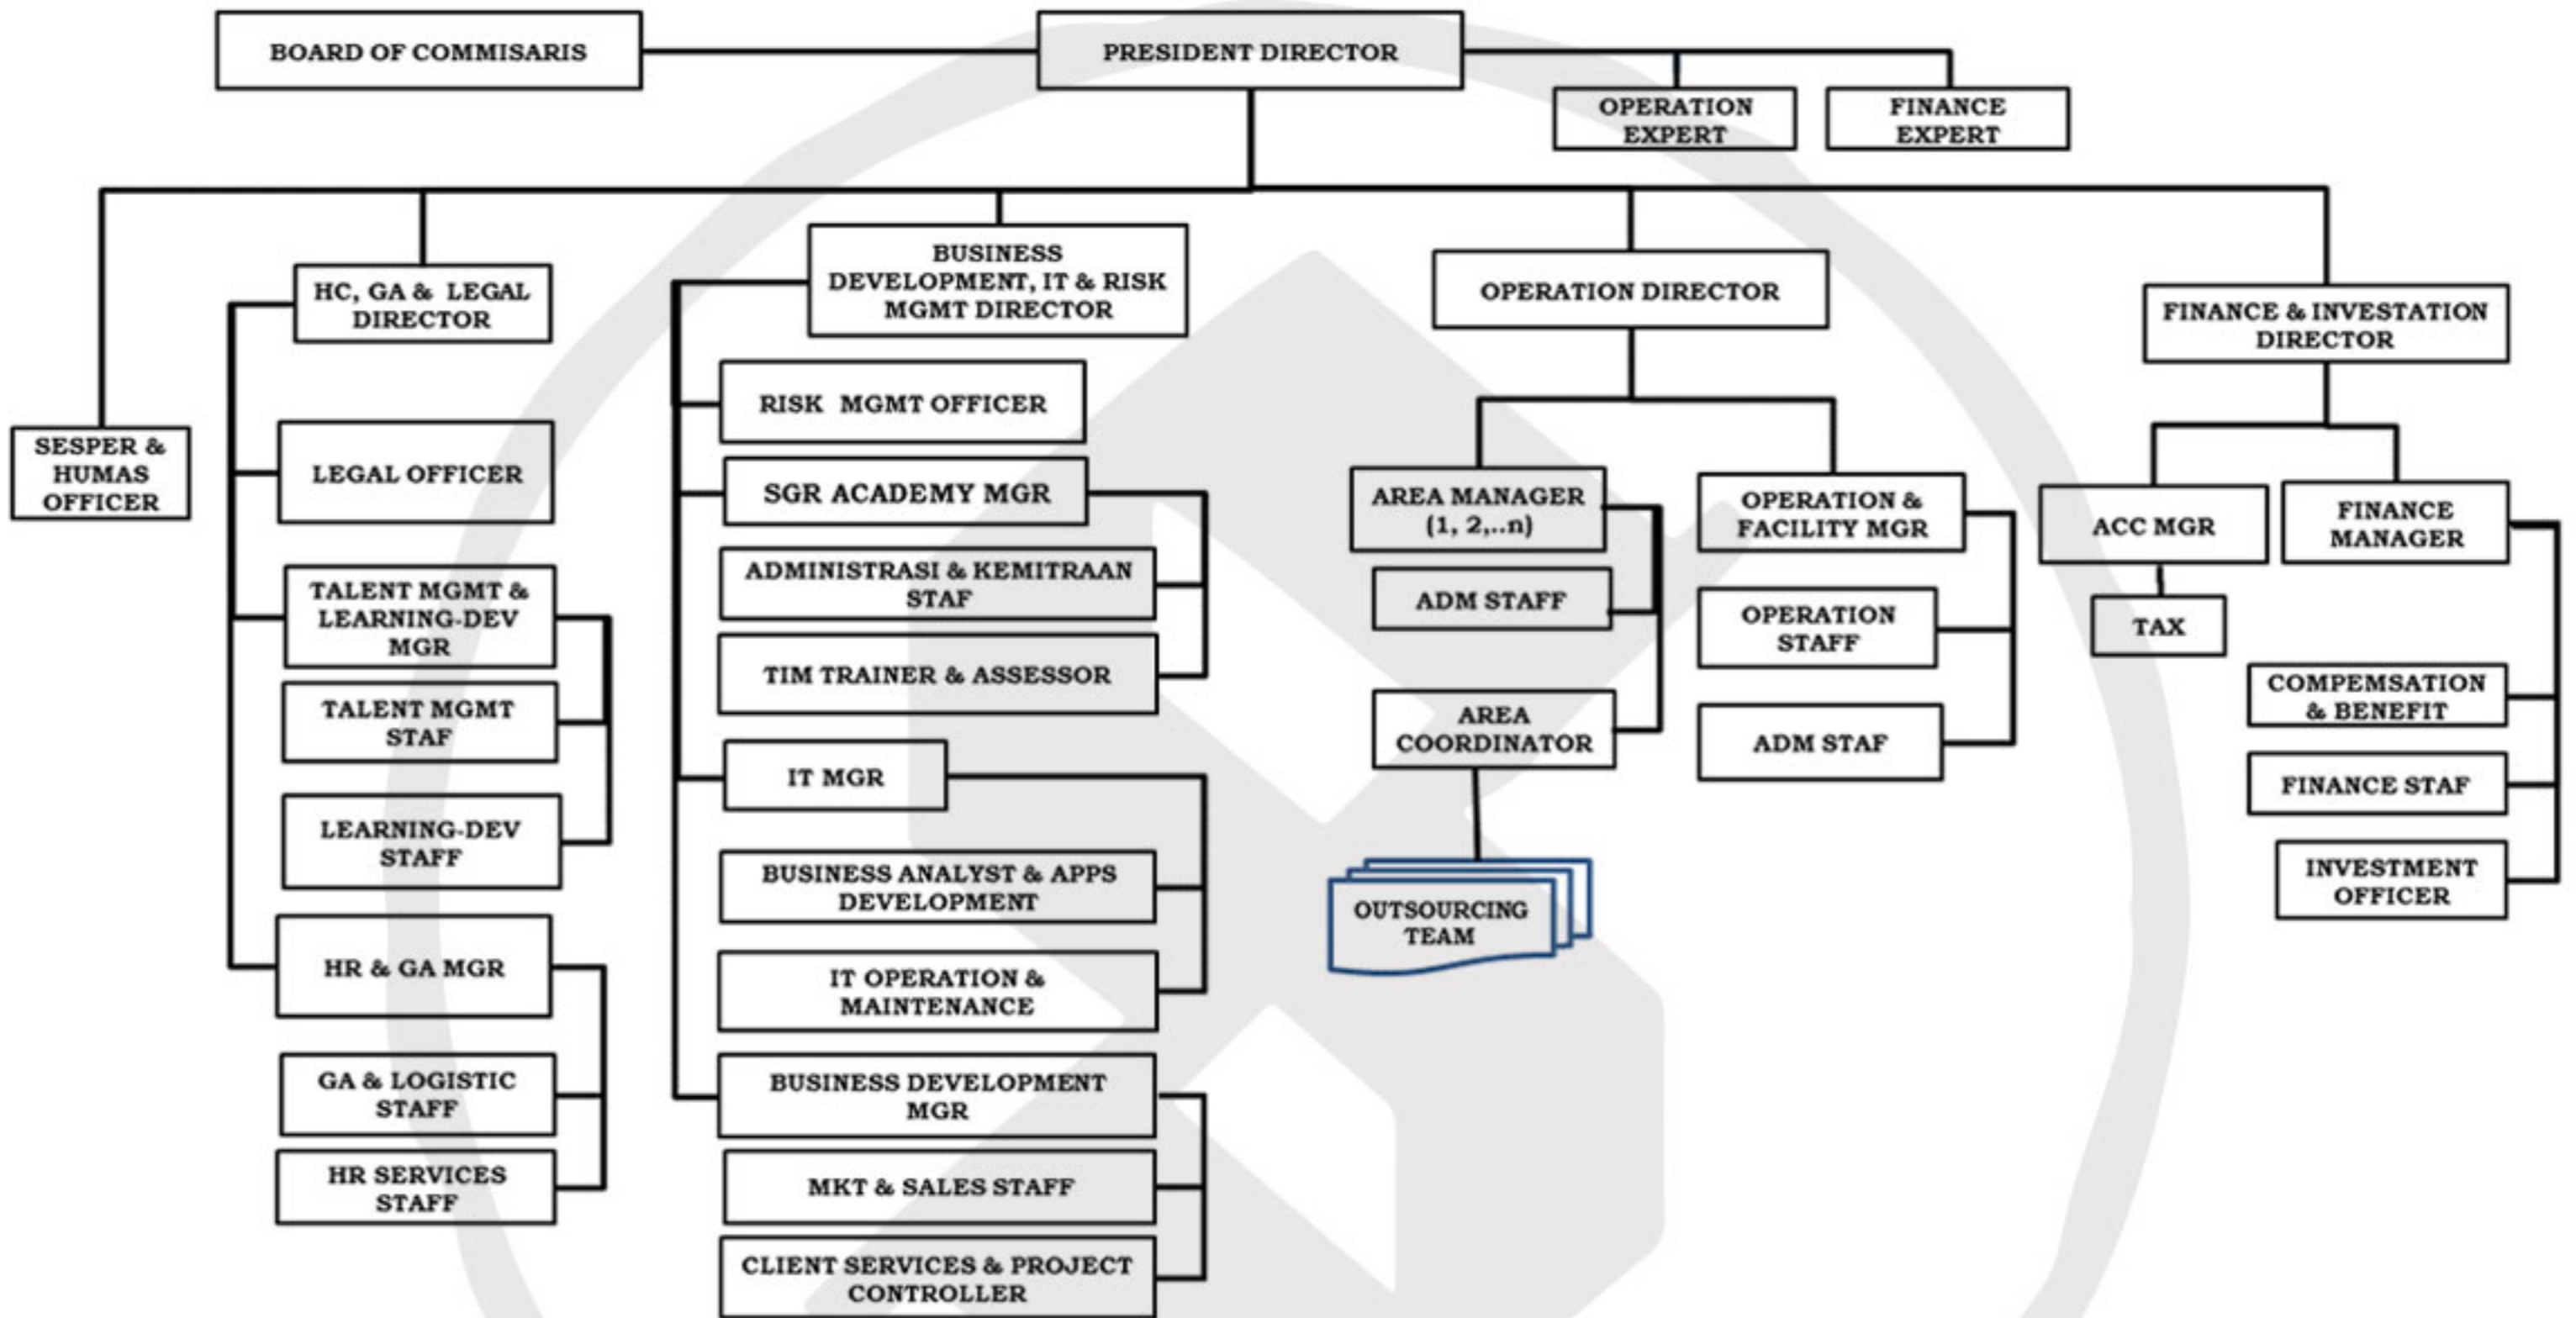 BOARD OF COMMISARIS
PRESIDENT DIRECTOR
OPERATION
EXPERT
FINANCE
EXPERT
SESPER &
HUMAS
OFFICER
HC, GA & LEGAL
DIRECTOR
LEGAL OFFICER
TALENT MGMT &
LEARNING-DEV
MGR
TALENT MGMT
STAF
LEARNING-DEV
STAFF
HR & GA MGR
GA & LOGISTIC
STAFF
HR SERVICES
STAFF
BUSINESS
DEVELOPMENT, IT & RISK
MGMT DIRECTOR
RISK MGMT OFFICER
SGR ACADEMY MGR
ADMINISTRASI & KEMITRAAN
STAF
TIM TRAINER & ASSESSOR
IT MGR
BUSINESS ANALYST & APPS
DEVELOPMENT
IT OPERATION &
MAINTENANCE
BUSINESS DEVELOPMENT
MGR
MKT & SALES STAFF
CLIENT SERVICES & PROJECT
CONTROLLER
OPERATION DIRECTOR
AREA MANAGER
(1, 2,..n)
ADM STAFF
AREA
COORDINATOR
OUTSOURCING
TEAM
OPERATION &
FACILITY MGR
OPERATION
STAFF
ADM STAF
FINANCE & INVESTATION
DIRECTOR
ACC MGR
TAX
FINANCE
MANAGER
COMPEMSATION
& BENEFIT
FINANCE STAF
INVESTMENT
OFFICER